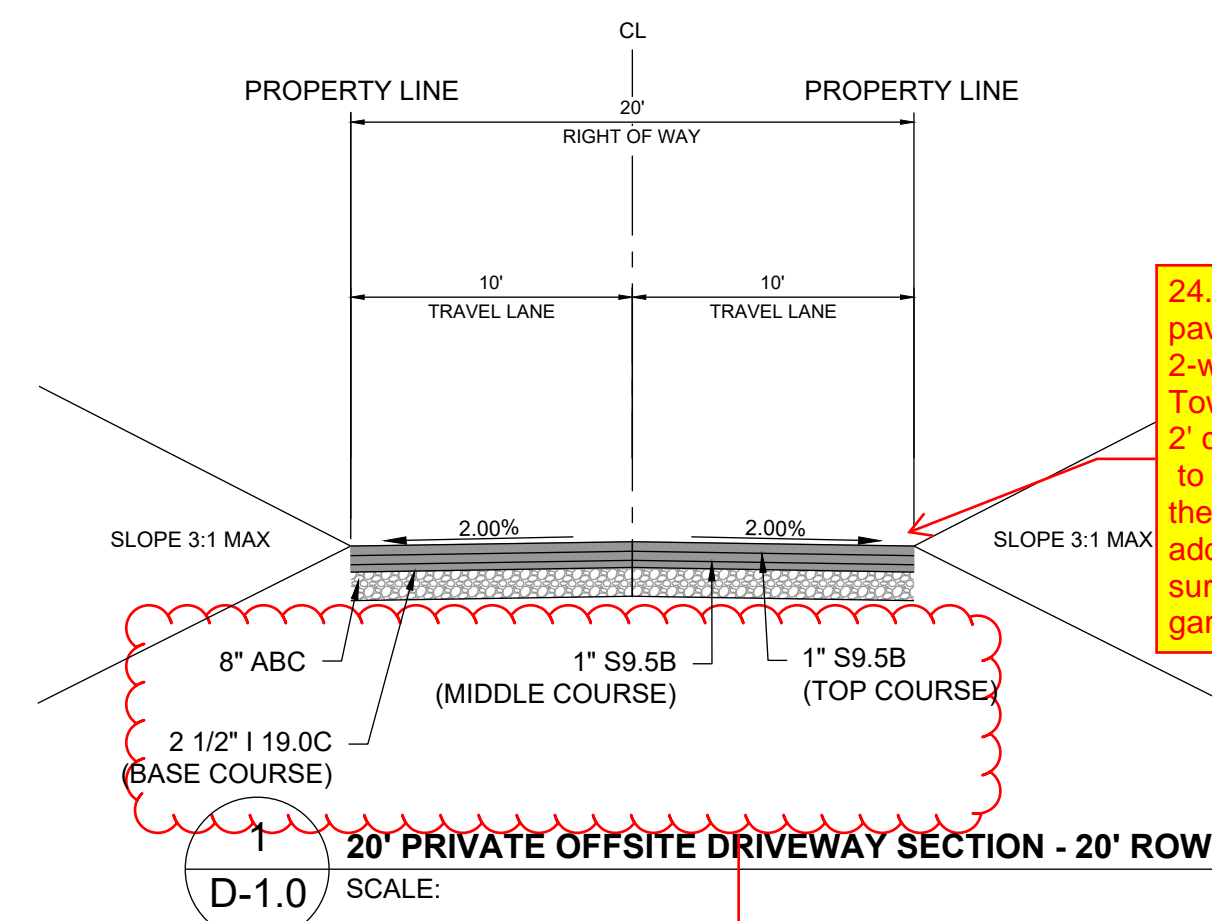 CL
PROPERTY LINE
PROPERTY LINE
20'
RIGHT OF WAY
10'
10'
TRAVEL LANE
TRAVEL LANE
24.
2'
to
SLOPE 3:1 MAX
2.00%
2.00%
SLOPE 3:1 MAX
8" ABC
1" S9.5B
(MIDDLE COURSE)
1" S9.5B
(TOP COURSE)
2 1/2" I 19.0C
(BASE COURSE)
1
D-1.0
20' PRIVATE OFFSITE DRIVEWAY SECTION - 20' ROW
SCALE: